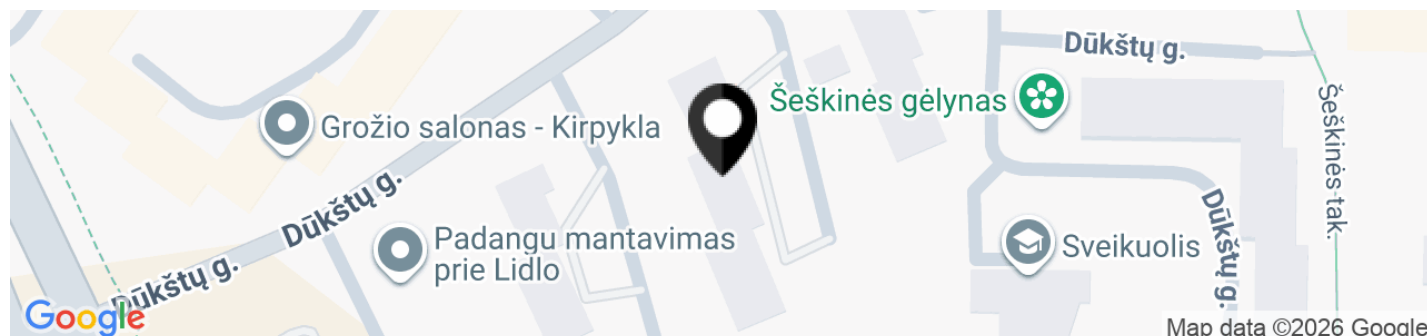 Dūkštų g.
Šeškinės gėlynas
Grožio salonas - Kirpykla
Šeškinės tak.
Dūkštų g.
Dūkštų g.
Padangu mantavimas
prie Lidlo
Sveikuolis
Dūkštų g.
Google
Map data ©2026 Google